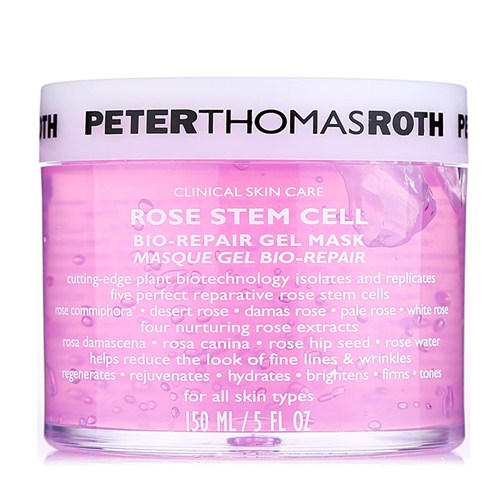 OTH PETERTHOMASROTH PE
CLINICAL SKIN CARE
ROSE STEM CELL
BIO-REPAIR GEL MASK
MASQUE GEL BIO-REPAIR
cutting-edge plant biotechnology isolates and replicates
five perfect reparative rose stem cells
rose commiphora • desert rose • damas rose • pale rose • white rose
four nurturing rose extracts
rosa damascena • rosa canina • rose hip seed • rose water
helps reduce the look of fine lines & wrinkles
regenerates • rejuvenates • hydrates • brightens • firms • tones
for all skin types
150 ML / 5 FL OZ